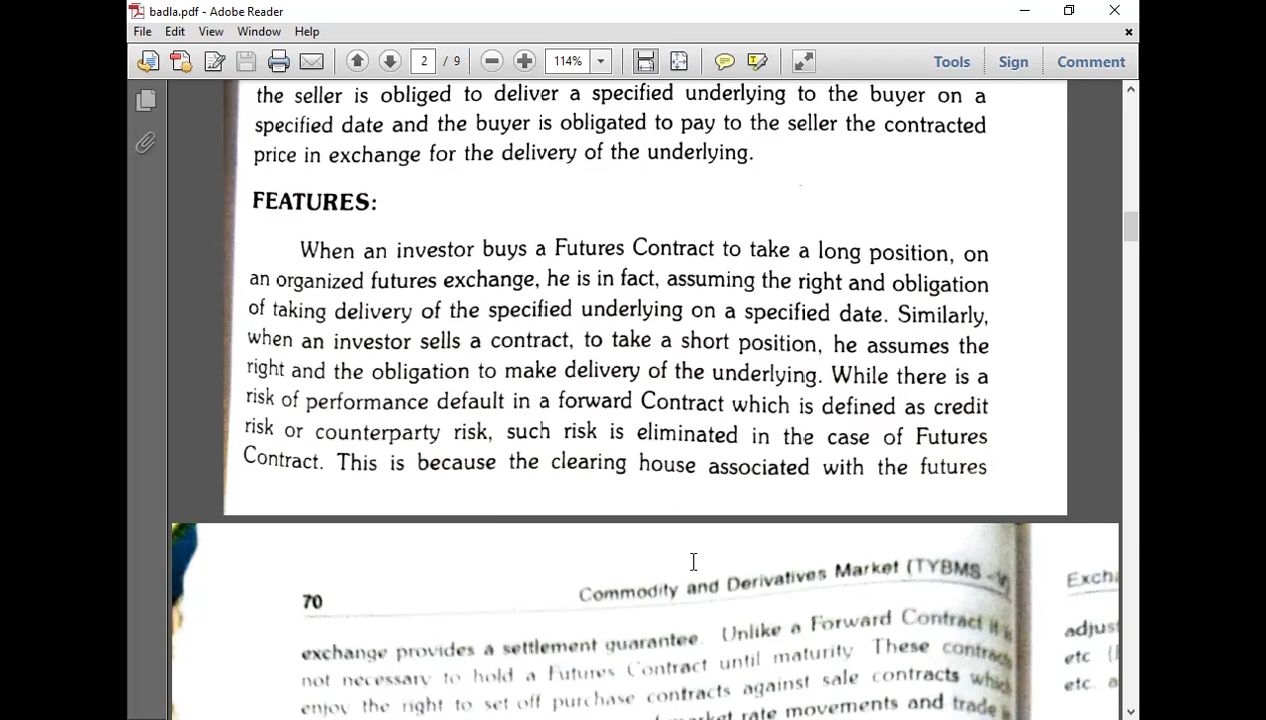 badla.pdf - Adobe Reader
File Edit View Window Help
2 / 9 114% Tools Sign Comment
the seller is obliged to deliver a specified underlying to the buyer on a
specified date and the buyer is obligated to pay to the seller the contracted
price in exchange for the delivery of the underlying.
FEATURES:
When an investor buys a Futures Contract to take a long position, on
an organized futures exchange, he is in fact, assuming the right and obligation
of taking delivery of the specified underlying on a specified date. Similarly,
when an investor sells a contract, to take a short position, he assumes the
right and the obligation to make delivery of the underlying. While there is a
risk of performance default in a forward Contract which is defined as credit
risk or counterparty risk, such risk is eliminated in the case of Futures
Contract. This is because the clearing house associated with the futures
70 Commodity and Derivatives Market (TYBMS -
exchange provides a settlement guarantee. Unlike a Forward Contract it
not necessary to hold a Futures Contract until maturity These
enjoy the right to set off purchase contracts against sale contracts
rate movements and trade
adjus
etc
etc. a